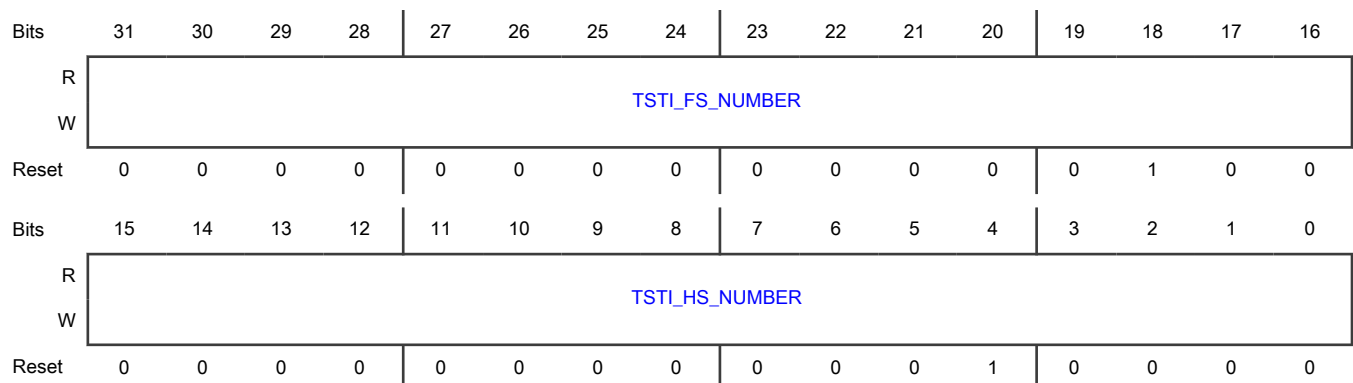 Bits 31 30 29 28 27 26 25 24 23 22 21 20 19 18 17 16
R
TSTI_FS_NUMBER
W
Reset 0 0 0 0 0 0 0 0 0 0 0 0 0 1 0 0
Bits 15 14 13 12 11 10 9 8 7 6 5 4 3 2 1 0
R
TSTI_HS_NUMBER
W
Reset 0 0 0 0 0 0 0 0 0 0 0 1 0 0 0 0